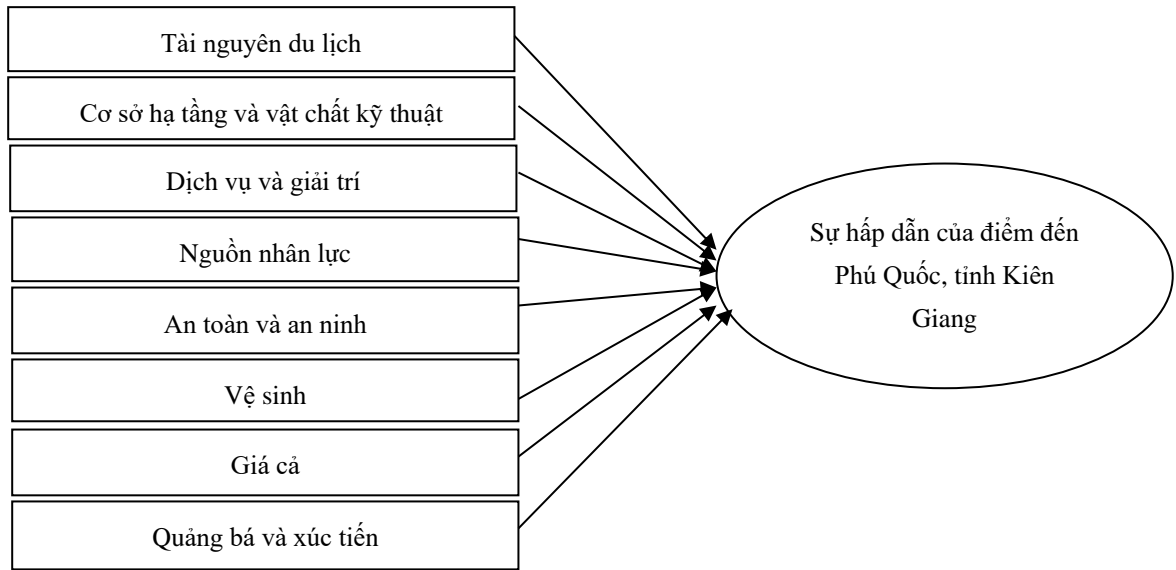 Tài nguyên du lịch
Cơ sở hạ tầng và vật chất kỹ thuật
Dịch vụ và giải trí
Nguồn nhân lực
An toàn và an ninh
Vệ sinh
Giá cả
Quảng bá và xúc tiến
Sự hấp dẫn của điểm đến
Phú Quốc, tỉnh Kiên
Giang